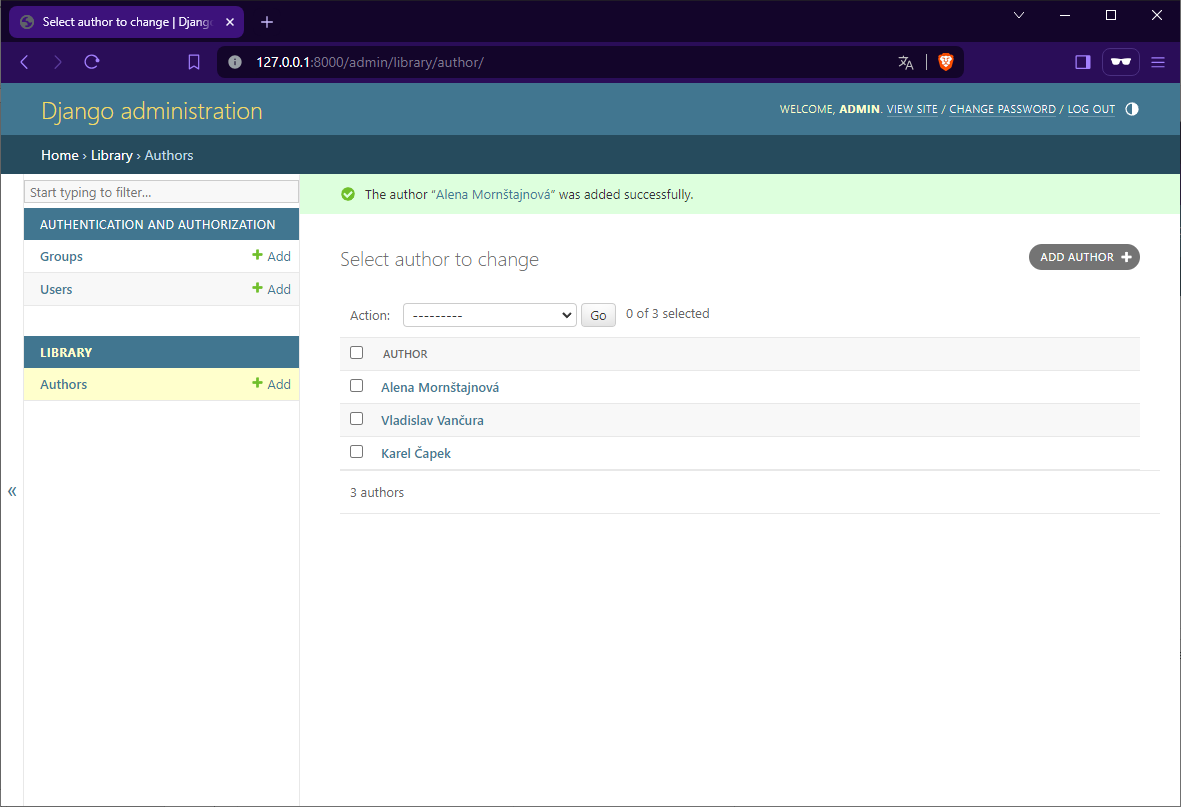 Select author to change | Djang
127.0.0.1:8000/admin/library/author/
Django administration
WELCOME, ADMIN. VIEW SITE / CHANGE PASSWORD / LOG OUT
Home › Library › Authors
Start typing to filter...
The author “Alena Mornštajnová” was added successfully.
AUTHENTICATION AND AUTHORIZATION
Groups + Add
Users + Add
LIBRARY
Authors + Add
«
Select author to change
ADD AUTHOR +
Action: --------- Go 0 of 3 selected
AUTHOR
Alena Mornštajnová
Vladislav Vančura
Karel Čapek
3 authors